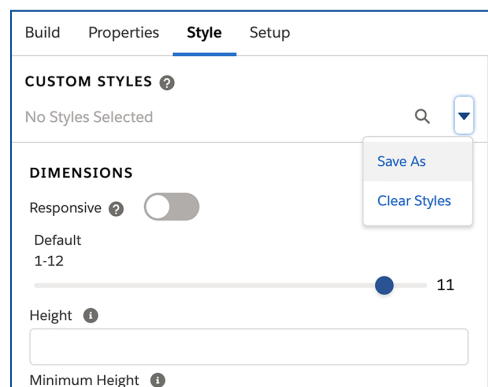 Build Properties Style Setup
CUSTOM STYLES ?
No Styles Selected
Save As
Clear Styles
DIMENSIONS
Responsive ?
Default
1-12
11
Height i
Minimum Height i